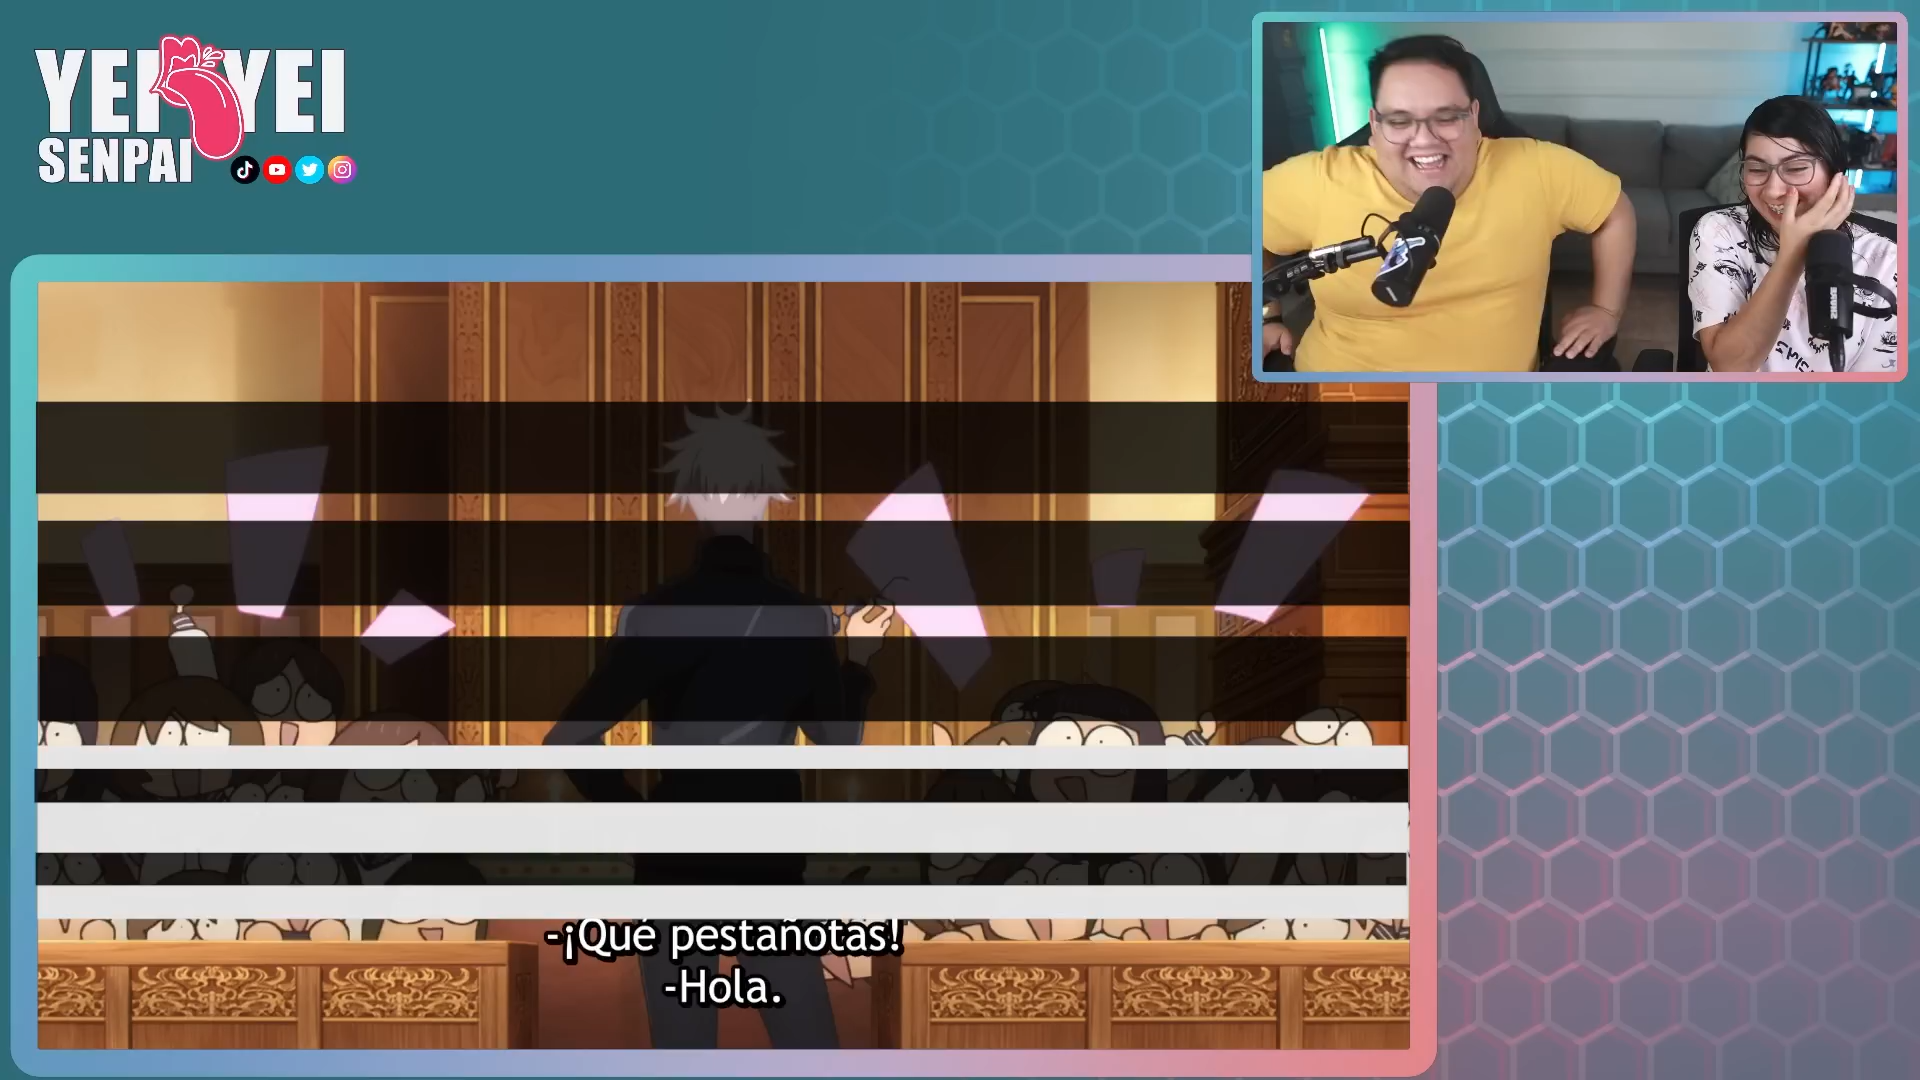 YEI YEI
SENPAI
-¡Qué pestañotas!
-Hola.